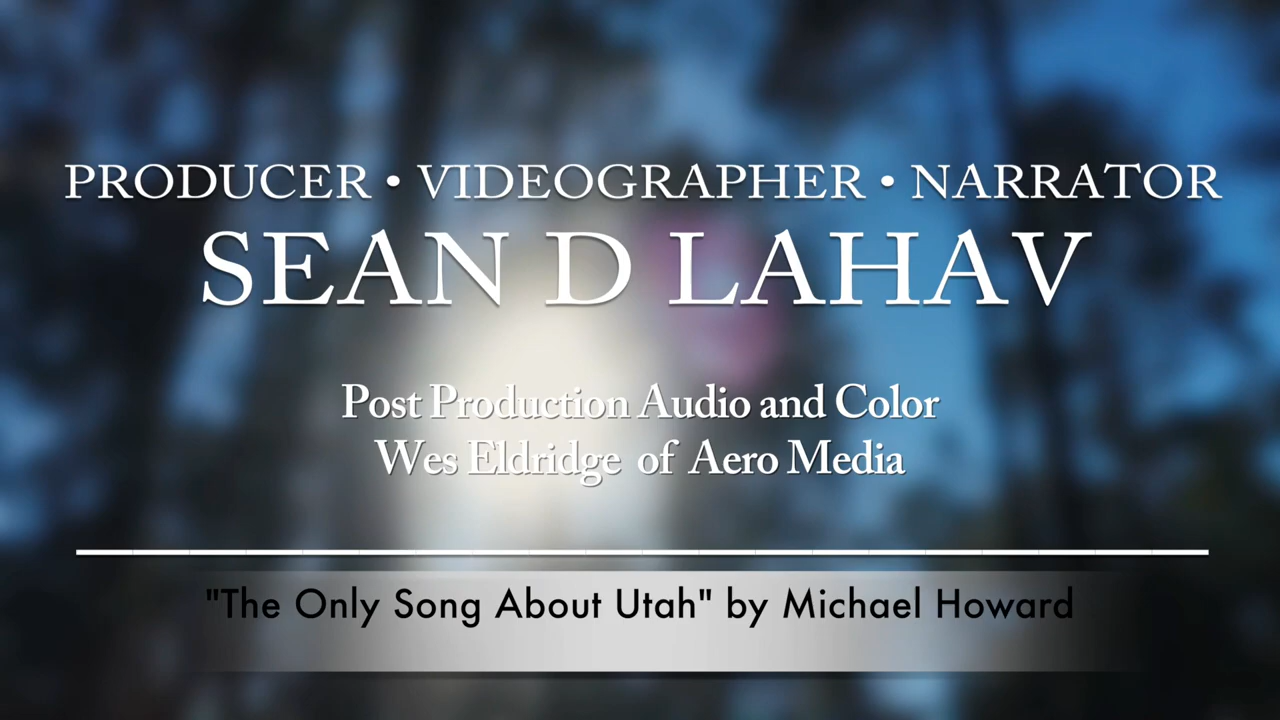 PRODUCER • VIDEOGRAPHER • NARRATOR
SEAN D LAHAV
Post Production Audio and Color
Wes Eldridge of Aero Media
"The Only Song About Utah" by Michael Howard